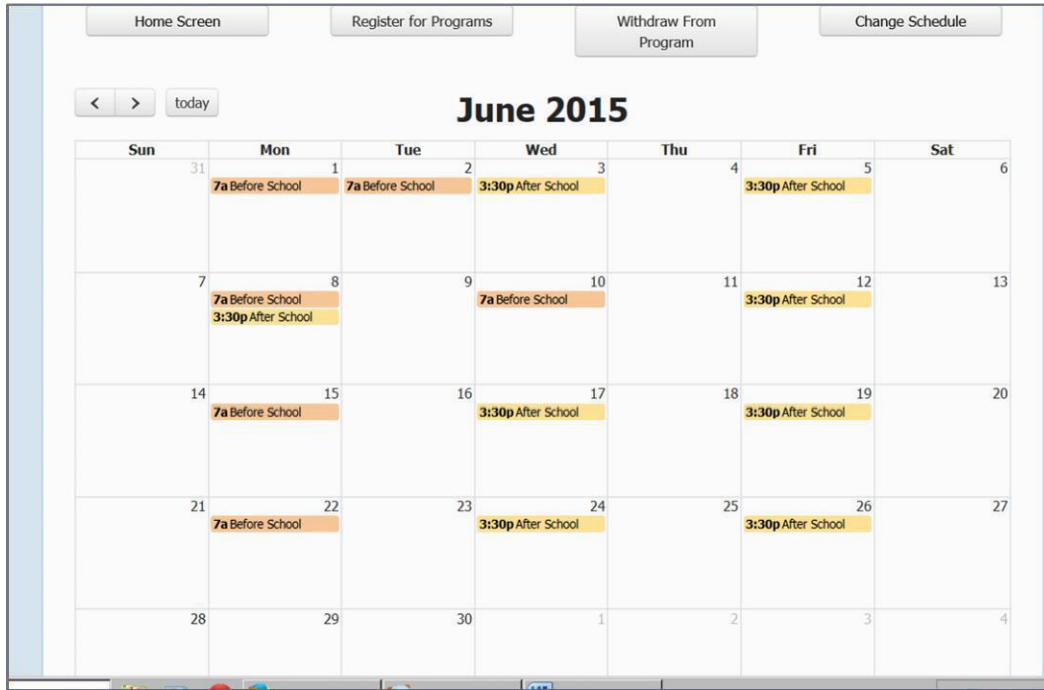 Home Screen
Register for Programs
Withdraw From
Program
Change Schedule
< > today
June 2015
Sun Mon Tue Wed Thu Fri Sat
31 1 2 3 4 5 6
7a Before School 7a Before School 3:30p After School 3:30p After School
7 8 9 10 11 12 13
7a Before School 7a Before School 3:30p After School
3:30p After School
14 15 16 17 18 19 20
7a Before School 3:30p After School 3:30p After School
21 22 23 24 25 26 27
7a Before School 3:30p After School 3:30p After School
28 29 30 1 2 3 4